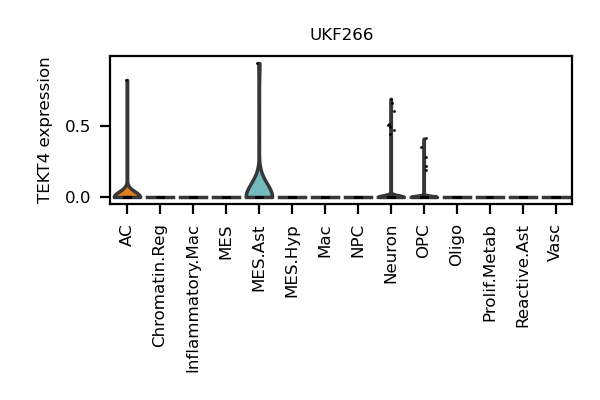 UKF266
TEKT4 expression
0.5
0.0
AC
Chromatin.Reg
Inflammatory.Mac
MES
MES.Ast
MES.Hyp
Mac
NPC
Neuron
OPC
Oligo
Prolif.Metab
Reactive.Ast
Vasc